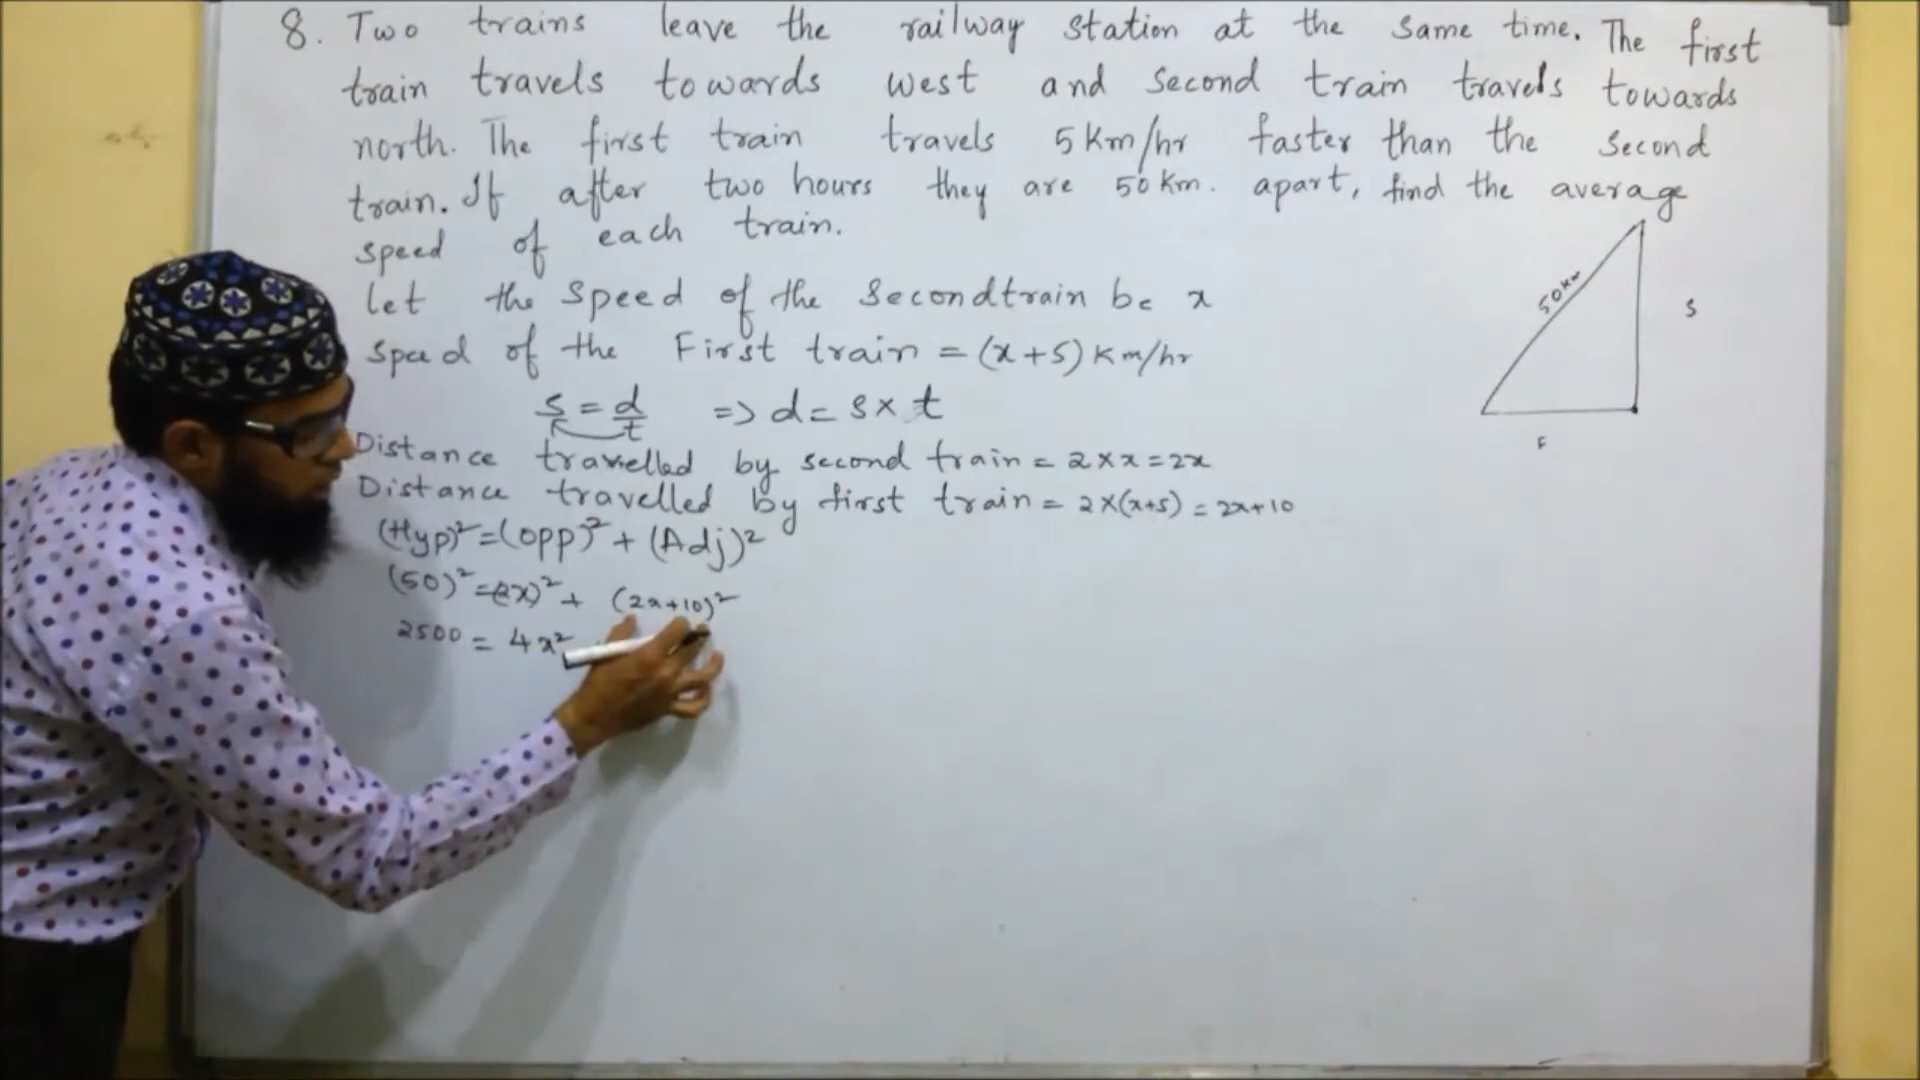 8. Two trains leave the railway station at the same time. The first
train travels towards west and second train travels towards
north. The first train travels 5 km/hr faster than the second
train. If after two hours they are 50 km. apart, find the average
speed of each train.
let the speed of the second train be x
speed of the First train = (x+5) Km/hr
s = d/t => d = s × t
Distance travelled by second train = 2 × x = 2x
Distance travelled by first train = 2×(x+5) = 2x+10
(Hyp)² = (opp)² + (Adj)²
(50)² = (2x)² + (2x+10)²
2500 = 4x²
50 km
S
F